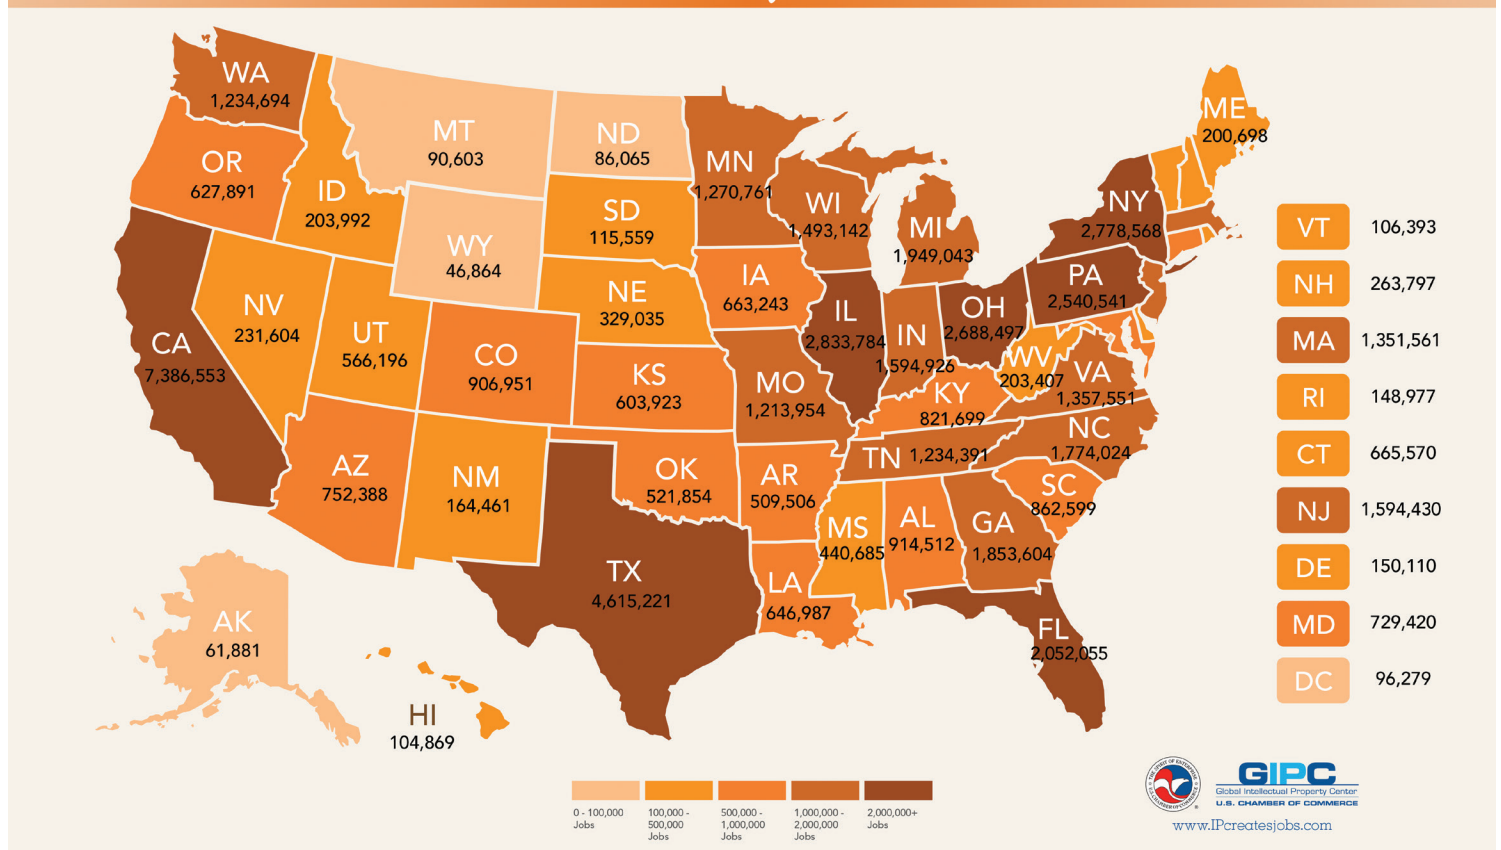 WA
1,234,694
OR
627,891
CA
7,386,553
ID
203,992
NV
231,604
MT
90,603
WY
46,864
UT
566,196
AZ
752,388
CO
906,951
NM
164,461
ND
86,065
SD
115,559
NE
329,035
KS
603,923
OK
521,854
TX
4,615,221
MN
1,270,761
IA
663,243
MO
1,213,954
AR
509,506
LA
646,987
WI
1,493,142
IL
2,833,784
MI
1,949,043
IN
1,594,926
OH
2,688,497
KY
821,699
TN 1,234,391
MS
440,685
AL
914,512
GA
1,853,604
FL
2,052,055
SC
862,599
NC
1,774,024
VA
1,357,551
WV
203,407
PA
2,540,541
NY
2,778,568
ME
200,698
AK
61,881
HI
104,869
VT 106,393
NH 263,797
MA 1,351,561
RI 148,977
CT 665,570
NJ 1,594,430
DE 150,110
MD 729,420
DC 96,279
0 - 100,000
Jobs
100,000 -
500,000
Jobs
500,000 -
1,000,000
Jobs
1,000,000 -
2,000,000
Jobs
2,000,000+
Jobs
GIPC
Global Intellectual Property Center
U.S. CHAMBER OF COMMERCE
www.IPcreatesjobs.com